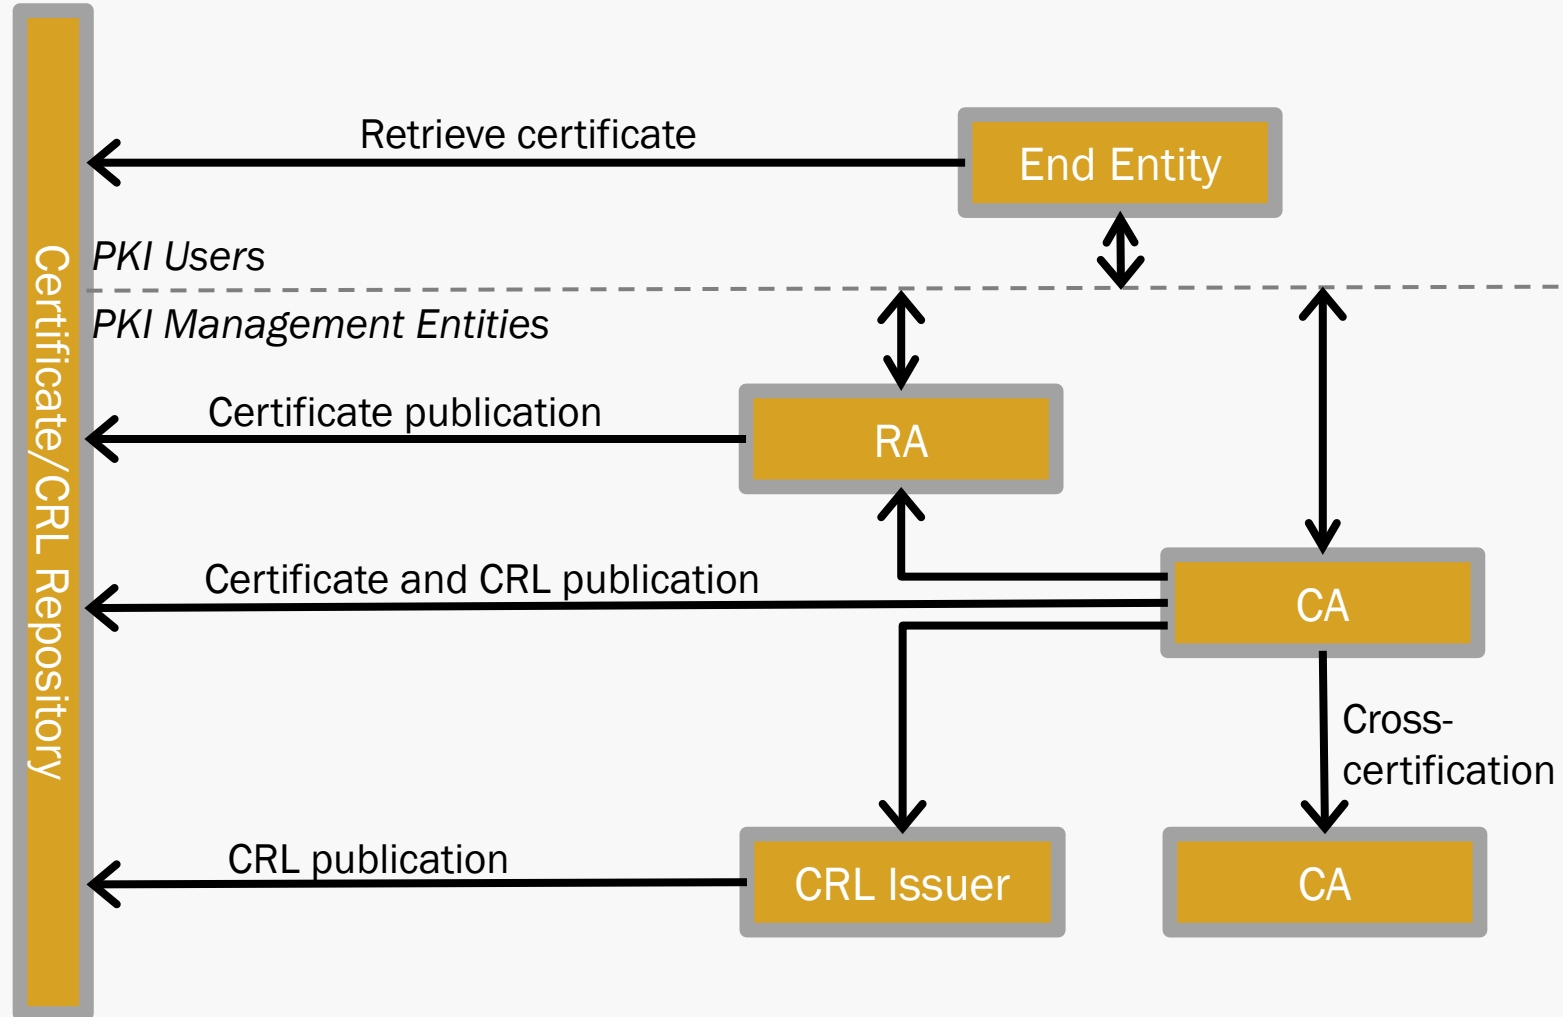 Certificate/CRL Repository
Retrieve certificate
End Entity
PKI Users
PKI Management Entities
Certificate publication
RA
Certificate and CRL publication
CA
Cross-
certification
CRL publication
CRL Issuer
CA